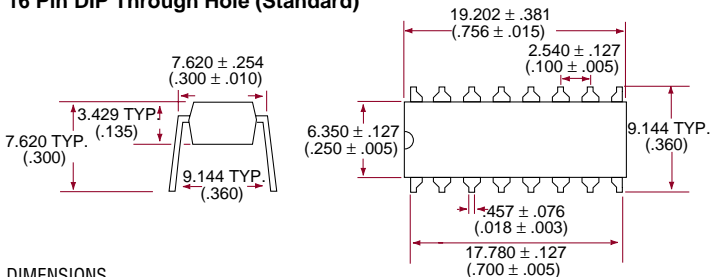 16 Pin DIP Through Hole (Standard)
19.202 ± .381
(.756 ± .015)
7.620 ± .254
(.300 ± .010)
2.540 ± .127
(.100 ± .005)
3.429 TYP.
(.135)
7.620 TYP.
(.300)
6.350 ± .127
(.250 ± .005)
9.144 TYP.
(.360)
9.144 TYP.
(.360)
.457 ± .076
(.018 ± .003)
17.780 ± .127
(.700 ± .005)
DIMENSIONS